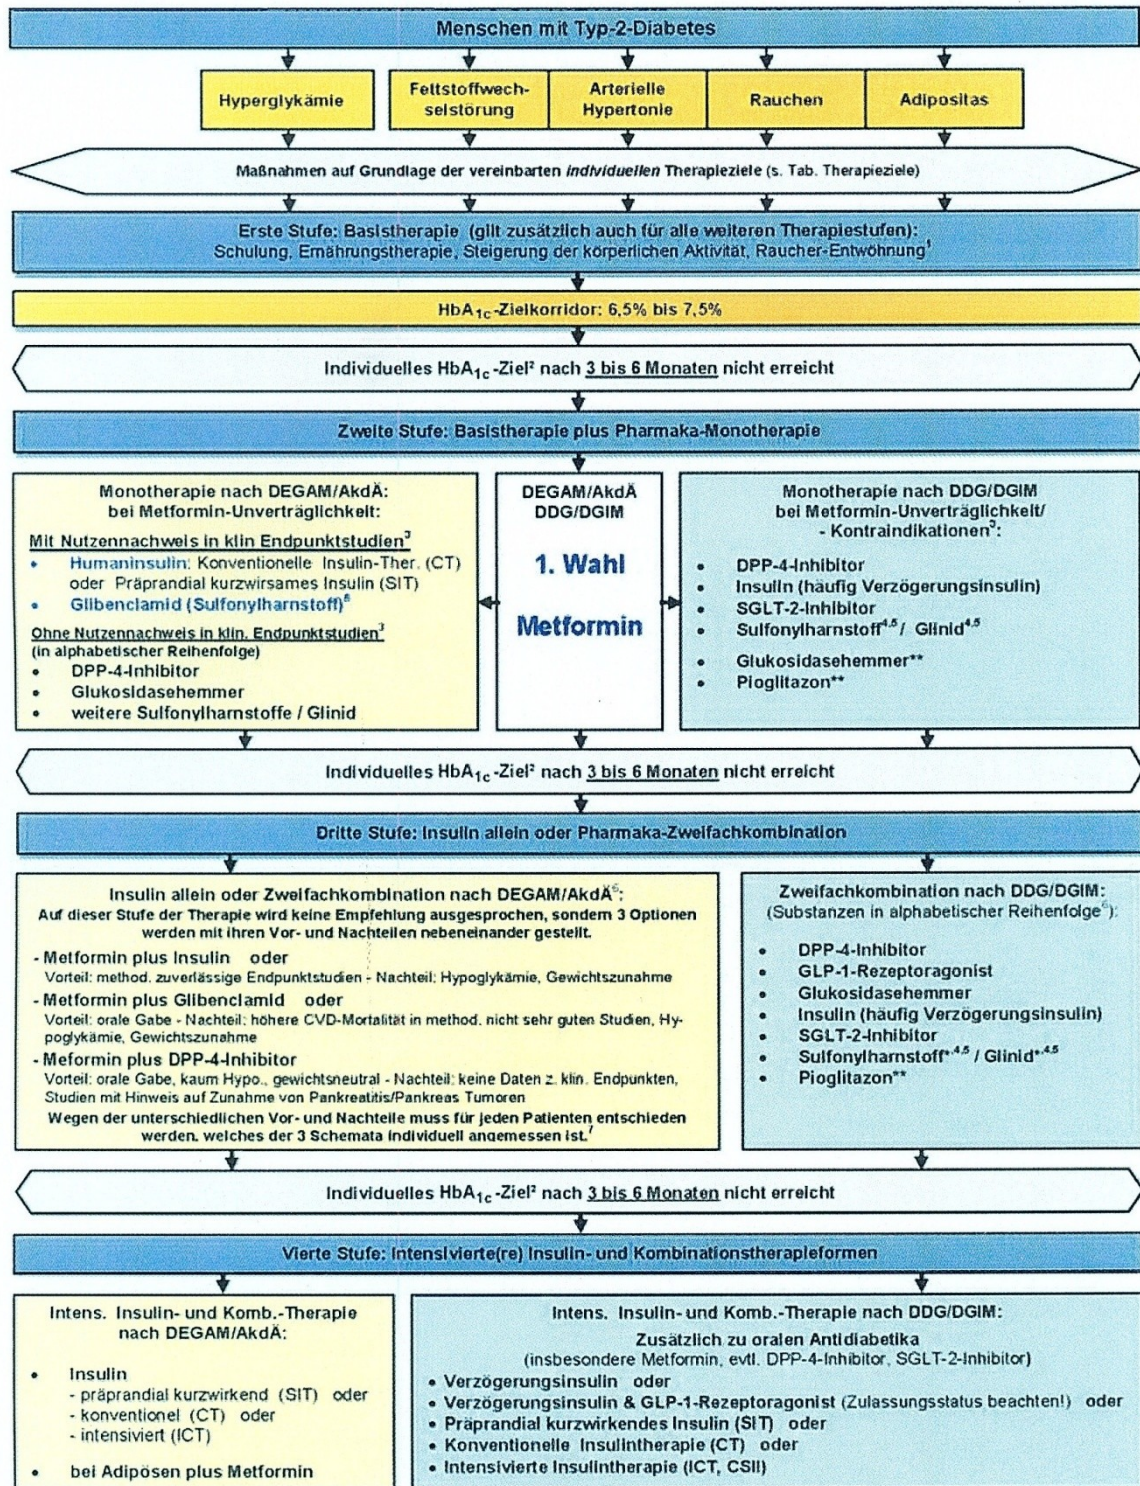 Menschen mit Typ-2-Diabetes
Hyperglykämie
Fettstoffwech-
selstörung
Arterielle
Hypertonie
Rauchen
Adipositas
Maßnahmen auf Grundlage der vereinbarten individuellen Therapieziele (s. Tab. Therapieziele)
Erste Stufe: Basistherapie (gilt zusätzlich auch für alle weiteren Therapiestufen):
Schulung, Ernährungstherapie, Steigerung der körperlichen Aktivität, Raucher-Entwöhnung¹
HbA1c-Zielkorridor: 6,5% bis 7,5%
Individuelles HbA1c-Ziel² nach 3 bis 6 Monaten nicht erreicht
Zweite Stufe: Basistherapie plus Pharmaka-Monotherapie
Monotherapie nach DEGAM/AkdÄ:
bei Metformin-Unverträglichkeit:
Mit Nutzennachweis in klin Endpunktstudien³
• Humaninsulin: Konventionelle Insulin-Ther. (CT)
oder Präprandial kurzwirsames Insulin (SIT)
• Glibenclamid (Sulfonylharnstoff)⁵
Ohne Nutzennachweis in klin. Endpunktstudien³
(in alphabetischer Reihenfolge)
• DPP-4-Inhibitor
• Glukosidasehemmer
• weitere Sulfonylharnstoffe / Glinid
DEGAM/AkdÄ
DDG/DGIM
1. Wahl
Metformin
Monotherapie nach DDG/DGIM
bei Metformin-Unverträglichkeit/
- Kontraindikationen³:
• DPP-4-Inhibitor
• Insulin (häufig Verzögerungsinsulin)
• SGLT-2-Inhibitor
• Sulfonylharnstoff⁴,⁵ / Glinid⁴,⁵
• Glukosidasehemmer**
• Pioglitazon**
Individuelles HbA1c-Ziel² nach 3 bis 6 Monaten nicht erreicht
Dritte Stufe: Insulin allein oder Pharmaka-Zweifachkombination
Insulin allein oder Zweifachkombination nach DEGAM/AkdÄ⁶:
Auf dieser Stufe der Therapie wird keine Empfehlung ausgesprochen, sondern 3 Optionen
werden mit ihren Vor- und Nachteilen nebeneinander gestellt.
- Metformin plus Insulin oder
Vorteil: method. zuverlässige Endpunktstudien - Nachteil: Hypoglykämie, Gewichtszunahme
- Metformin plus Glibenclamid oder
Vorteil: orale Gabe - Nachteil: höhere CVD-Mortalität in method. nicht sehr guten Studien, Hy-
poglykämie, Gewichtszunahme
- Meformin plus DPP-4-Inhibitor
Vorteil: orale Gabe, kaum Hypo., gewichtsneutral - Nachteil: keine Daten z. klin. Endpunkten,
Studien mit Hinweis auf Zunahme von Pankreatitis/Pankreas Tumoren
Wegen der unterschiedlichen Vor- und Nachteile muss für jeden Patienten entschieden
werden, welches der 3 Schemata individuell angemessen ist.⁷
Zweifachkombination nach DDG/DGIM:
(Substanzen in alphabetischer Reihenfolge⁶):
• DPP-4-Inhibitor
• GLP-1-Rezeptoragonist
• Glukosidasehemmer
• Insulin (häufig Verzögerungsinsulin)
• SGLT-2-Inhibitor
• Sulfonylharnstoff*,⁴,⁵ / Glinid*,⁴,⁵
• Pioglitazon**
Individuelles HbA1c-Ziel² nach 3 bis 6 Monaten nicht erreicht
Vierte Stufe: Intensivierte(re) Insulin- und Kombinationstherapieformen
Intens. Insulin- und Komb.-Therapie
nach DEGAM/AkdÄ:
• Insulin
- präprandial kurzwirkend (SIT) oder
- konventionel (CT) oder
- intensiviert (ICT)
• bei Adipösen plus Metformin
Intens. Insulin- und Komb.-Therapie nach DDG/DGIM:
Zusätzlich zu oralen Antidiabetika
(insbesondere Metformin, evtl. DPP-4-Inhibitor, SGLT-2-Inhibitor)
• Verzögerungsinsulin oder
• Verzögerungsinsulin & GLP-1-Rezeptoragonist (Zulassungsstatus beachten!) oder
• Präprandial kurzwirkendes Insulin (SIT) oder
• Konventionelle Insulintherapie (CT) oder
• Intensivierte Insulintherapie (ICT, CSII)